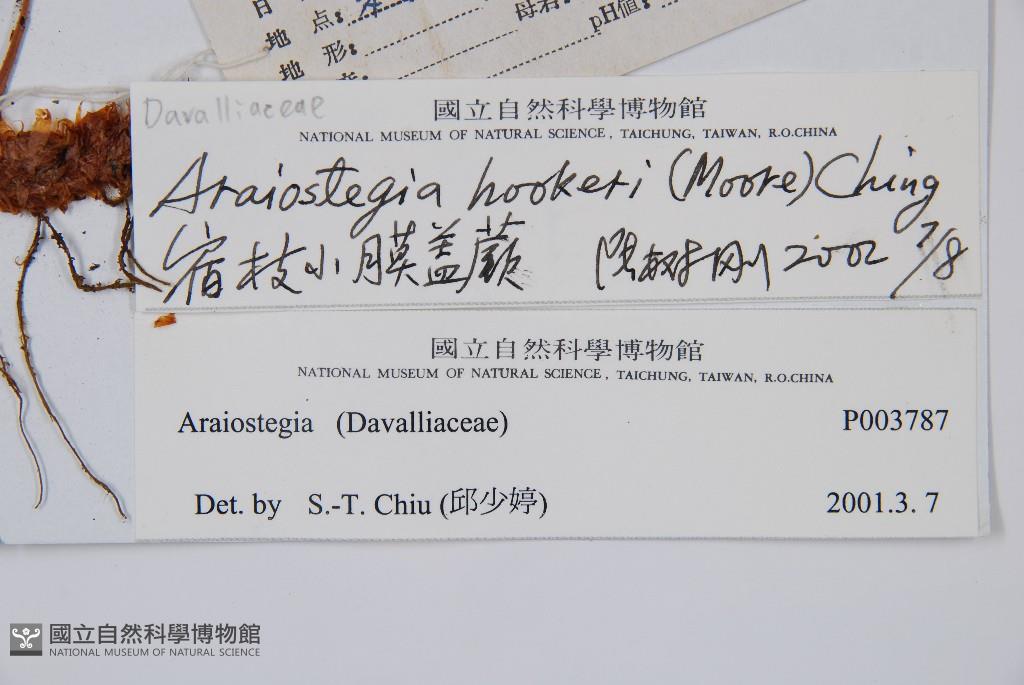 日
地 点:
地 形: 母岩:
pH值:
Davalliaceae
國立自然科學博物館
NATIONAL MUSEUM OF NATURAL SCIENCE, TAICHUNG, TAIWAN, R.O.CHINA
Araiostegia hookeri (Moore) Ching
宿枝小膜盖蕨 陽树刚 2002 7/8
國立自然科學博物館
NATIONAL MUSEUM OF NATURAL SCIENCE, TAICHUNG, TAIWAN, R.O.CHINA
Araiostegia (Davalliaceae) P003787
Det. by S.-T. Chiu (邱少婷) 2001.3. 7
國立自然科學博物館
NATIONAL MUSEUM OF NATURAL SCIENCE